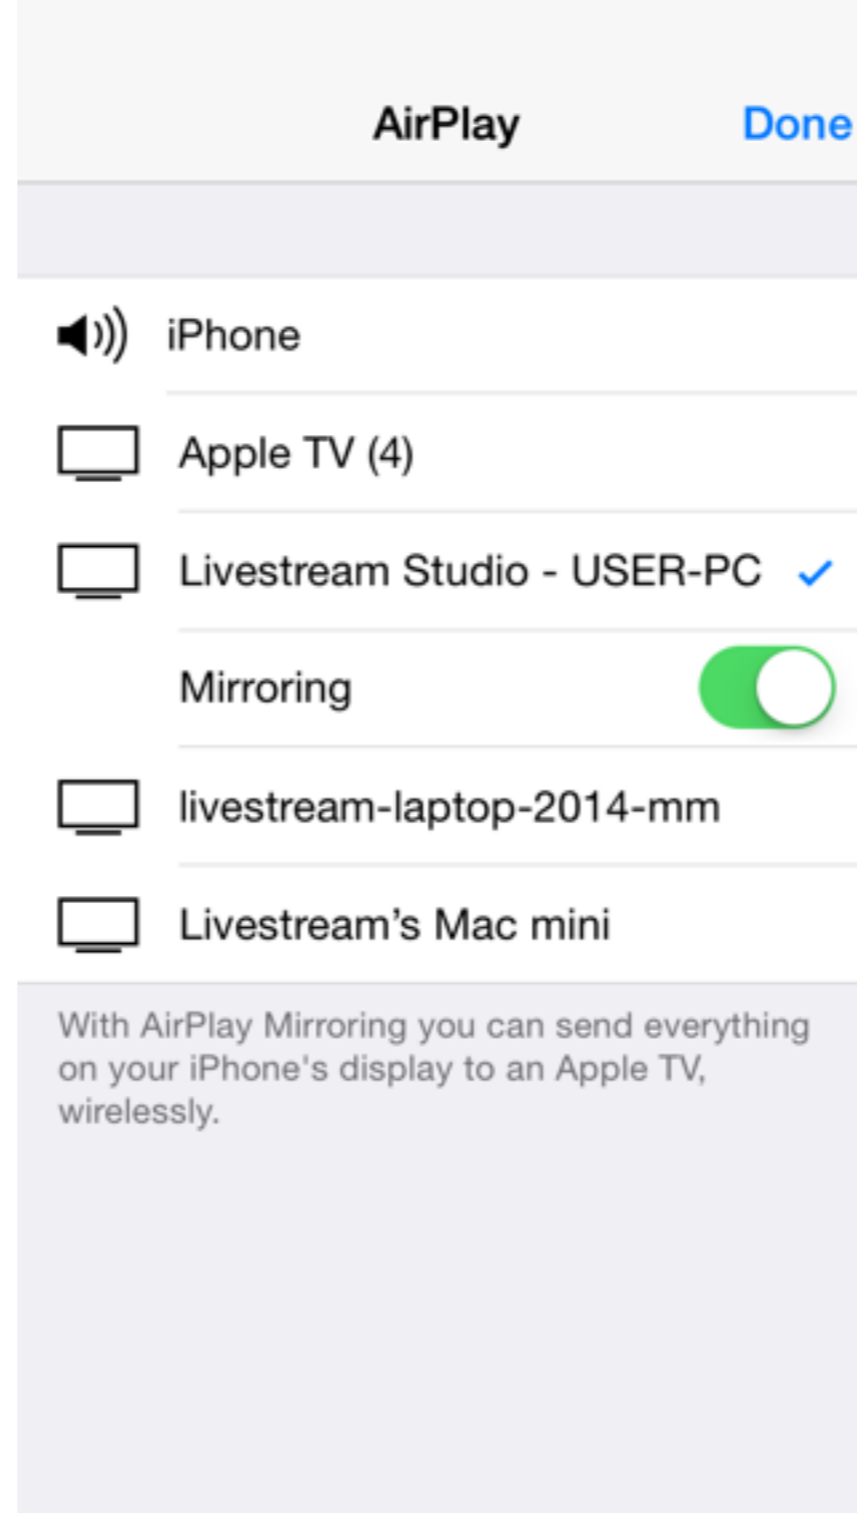 AirPlay Done
iPhone
Apple TV (4)
Livestream Studio - USER-PC
Mirroring
livestream-laptop-2014-mm
Livestream’s Mac mini
With AirPlay Mirroring you can send everything
on your iPhone's display to an Apple TV,
wirelessly.